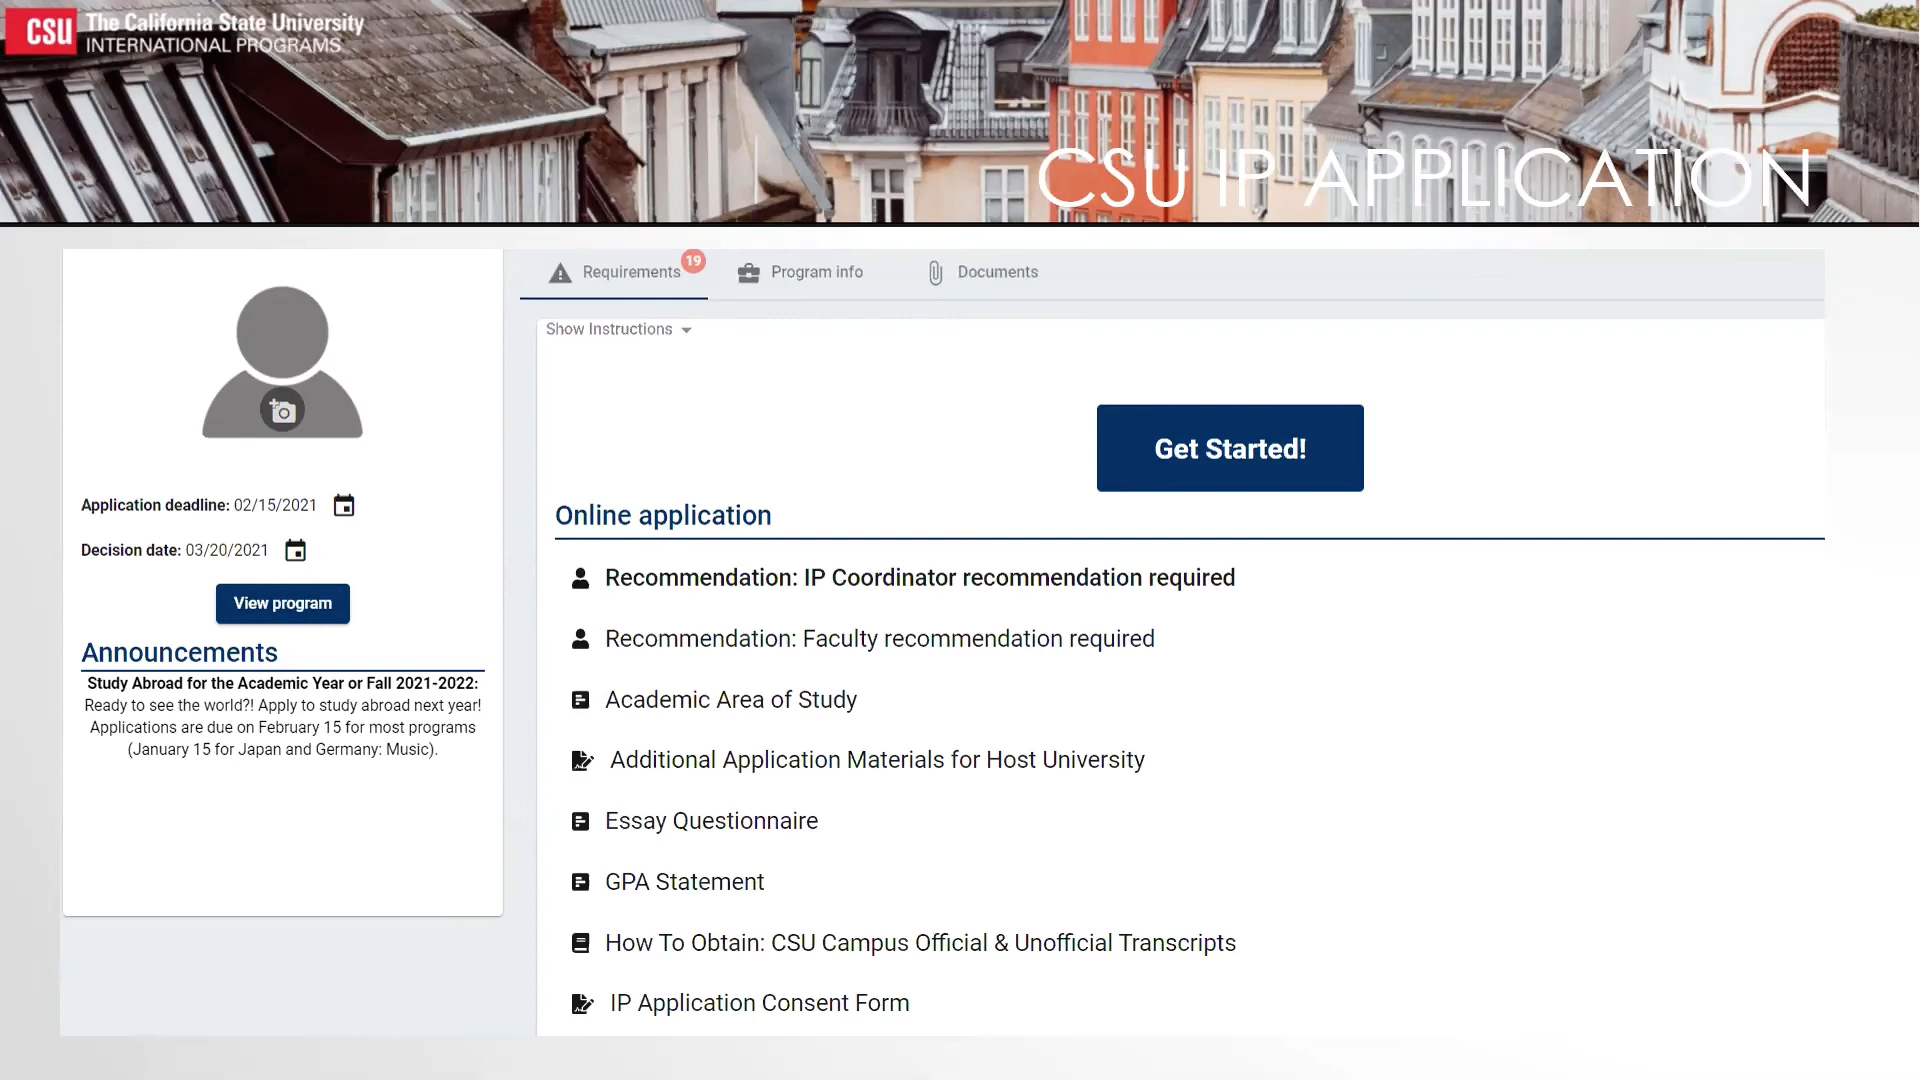 CSU The California State University
INTERNATIONAL PROGRAMS
CSU IP APPLICATION
Requirements 19 Program info Documents
Show Instructions
Get Started!
Application deadline: 02/15/2021
Decision date: 03/20/2021
View program
Announcements
Study Abroad for the Academic Year or Fall 2021-2022:
Ready to see the world?! Apply to study abroad next year!
Applications are due on February 15 for most programs
(January 15 for Japan and Germany: Music).
Online application
Recommendation: IP Coordinator recommendation required
Recommendation: Faculty recommendation required
Academic Area of Study
Additional Application Materials for Host University
Essay Questionnaire
GPA Statement
How To Obtain: CSU Campus Official & Unofficial Transcripts
IP Application Consent Form